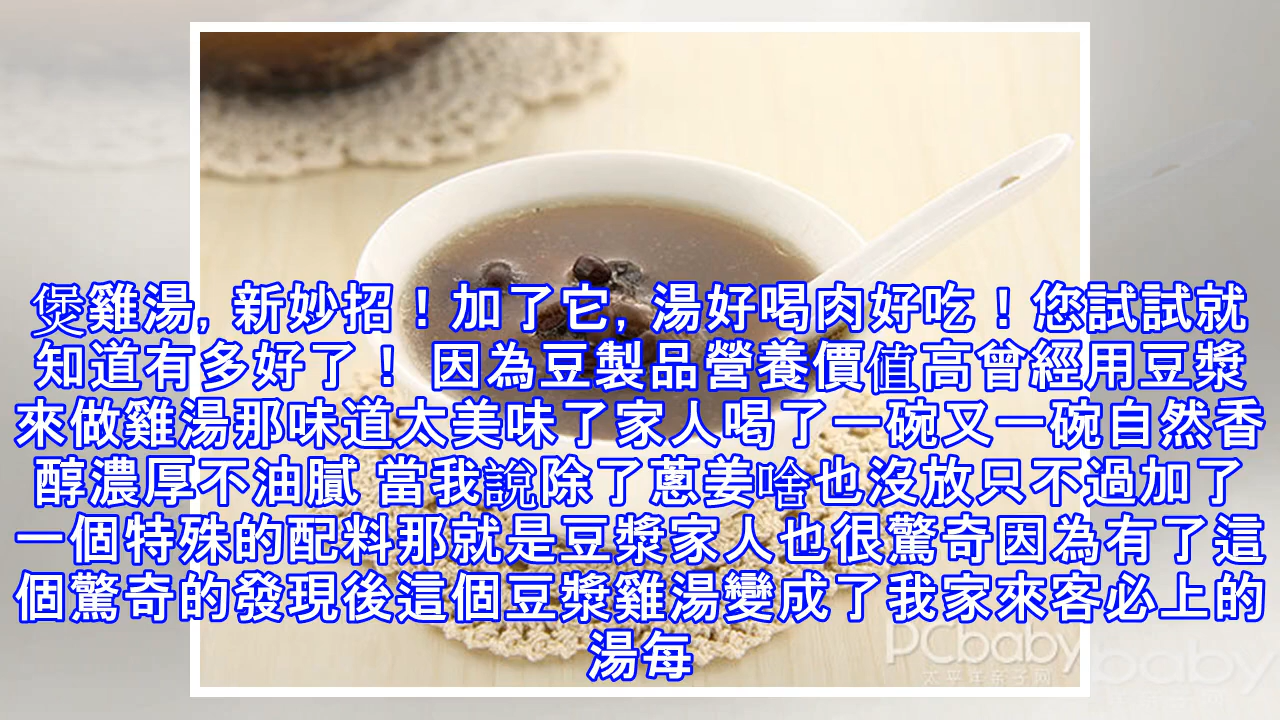 煲雞湯, 新妙招！加了它, 湯好喝肉好吃！您試試就
知道有多好了！ 因為豆製品營養價值高曾經用豆漿
來做雞湯那味道太美味了家人喝了一碗又一碗自然香
醇濃厚不油膩 當我說除了蔥姜啥也沒放只不過加了
一個特殊的配料那就是豆漿家人也很驚奇因為有了這
個驚奇的發現後這個豆漿雞湯變成了我家來客必上的
湯每
PCbaby
太平洋亲子网
baby